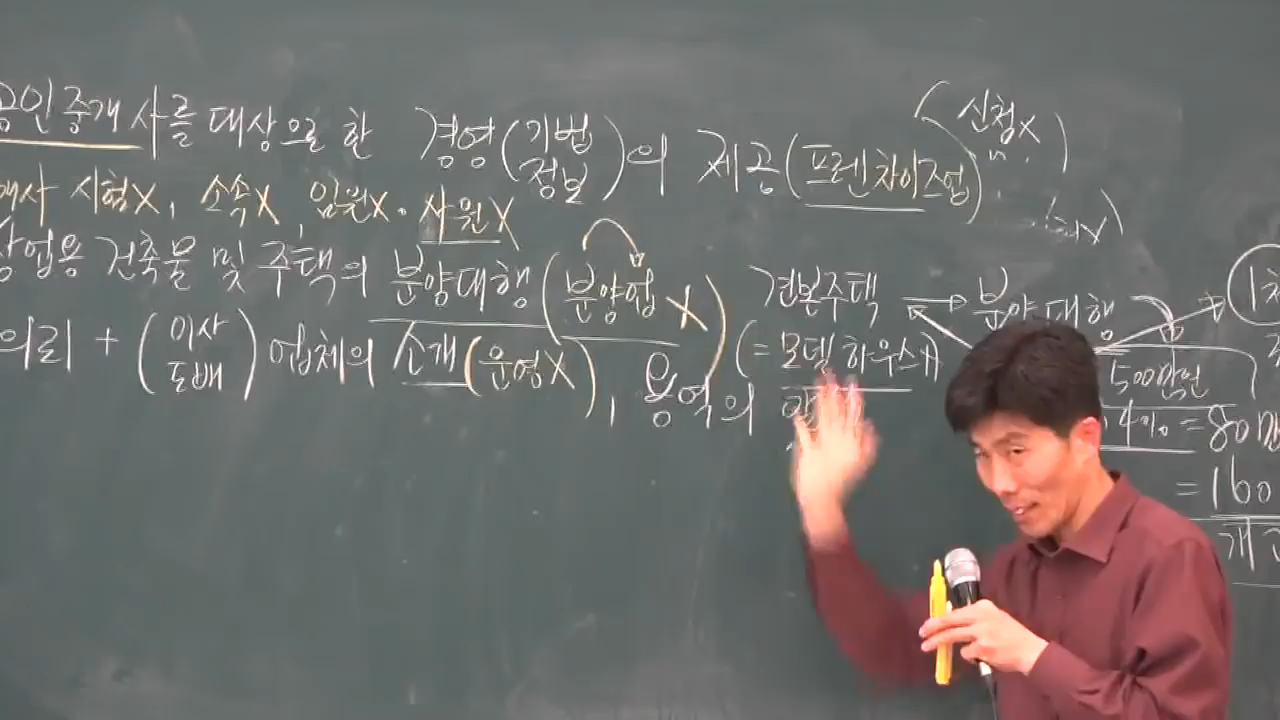 공인중개사를 대상으로 한 경영(기법 정보)의 제공(프렌차이즈업)
(신청X)
시험X, 소속X, 임원X. 사원X
상업용 건축물 및 주택의 분양대행(분양업 X)
의뢰 + (이사 도배) 업체의 소개(운영X), 용역의
견본주택 분양대행
(= 모델하우스)
500만원
4% = 80만
= 160